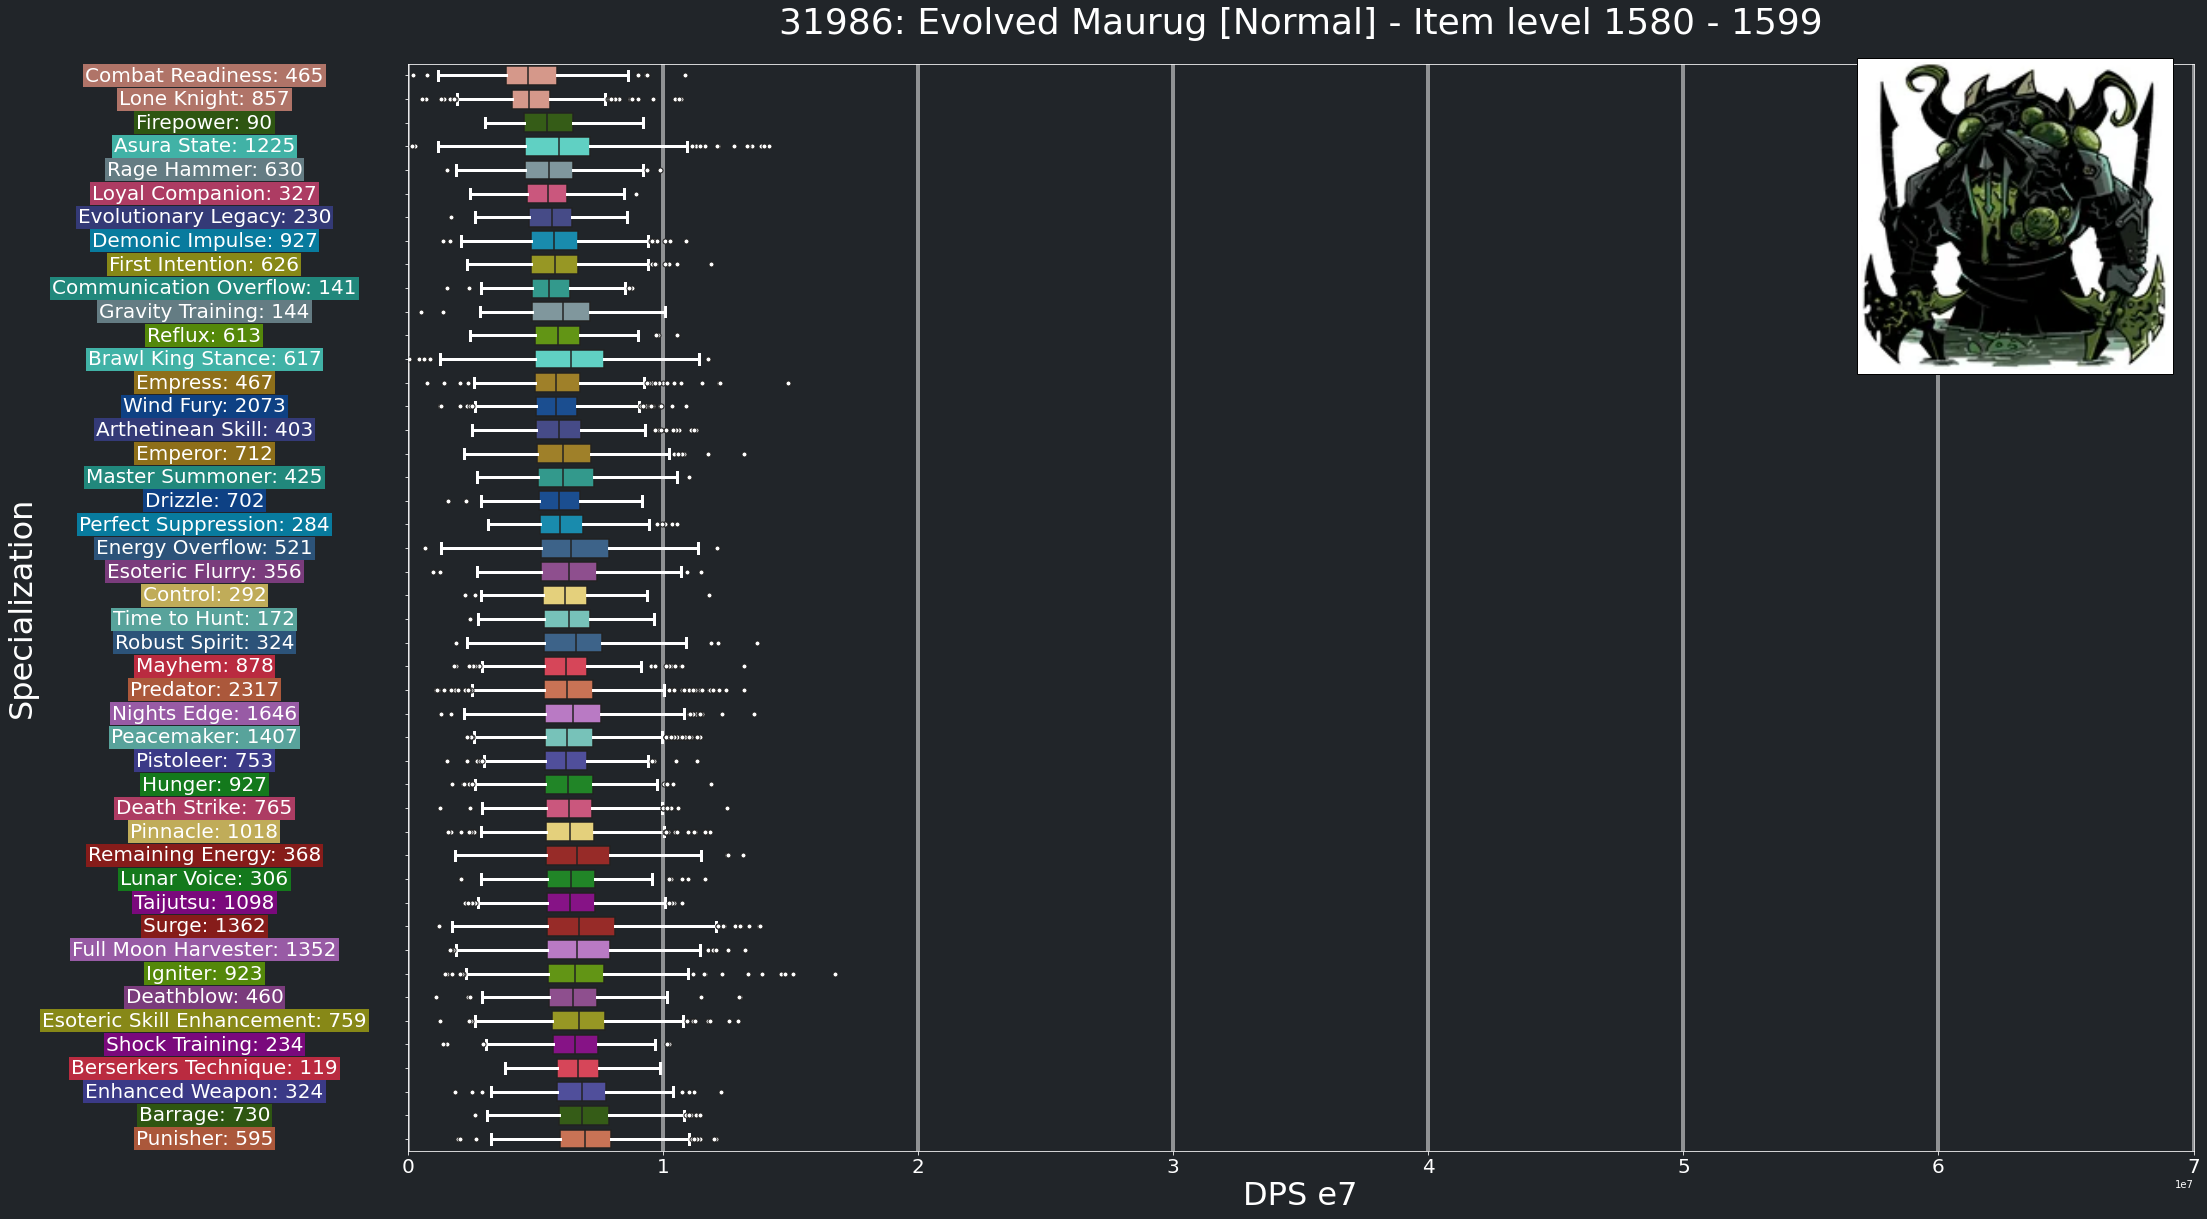 31986: Evolved Maurug [Normal] - Item level 1580 - 1599
Specialization
Combat Readiness: 465
Lone Knight: 857
Firepower: 90
Asura State: 1225
Rage Hammer: 630
Loyal Companion: 327
Evolutionary Legacy: 230
Demonic Impulse: 927
First Intention: 626
Communication Overflow: 141
Gravity Training: 144
Reflux: 613
Brawl King Stance: 617
Empress: 467
Wind Fury: 2073
Arthetinean Skill: 403
Emperor: 712
Master Summoner: 425
Drizzle: 702
Perfect Suppression: 284
Energy Overflow: 521
Esoteric Flurry: 356
Control: 292
Time to Hunt: 172
Robust Spirit: 324
Mayhem: 878
Predator: 2317
Nights Edge: 1646
Peacemaker: 1407
Pistoleer: 753
Hunger: 927
Death Strike: 765
Pinnacle: 1018
Remaining Energy: 368
Lunar Voice: 306
Taijutsu: 1098
Surge: 1362
Full Moon Harvester: 1352
Igniter: 923
Deathblow: 460
Esoteric Skill Enhancement: 759
Shock Training: 234
Berserkers Technique: 119
Enhanced Weapon: 324
Barrage: 730
Punisher: 595
0 1 2 3 4 5 6 7
1e7
DPS e7